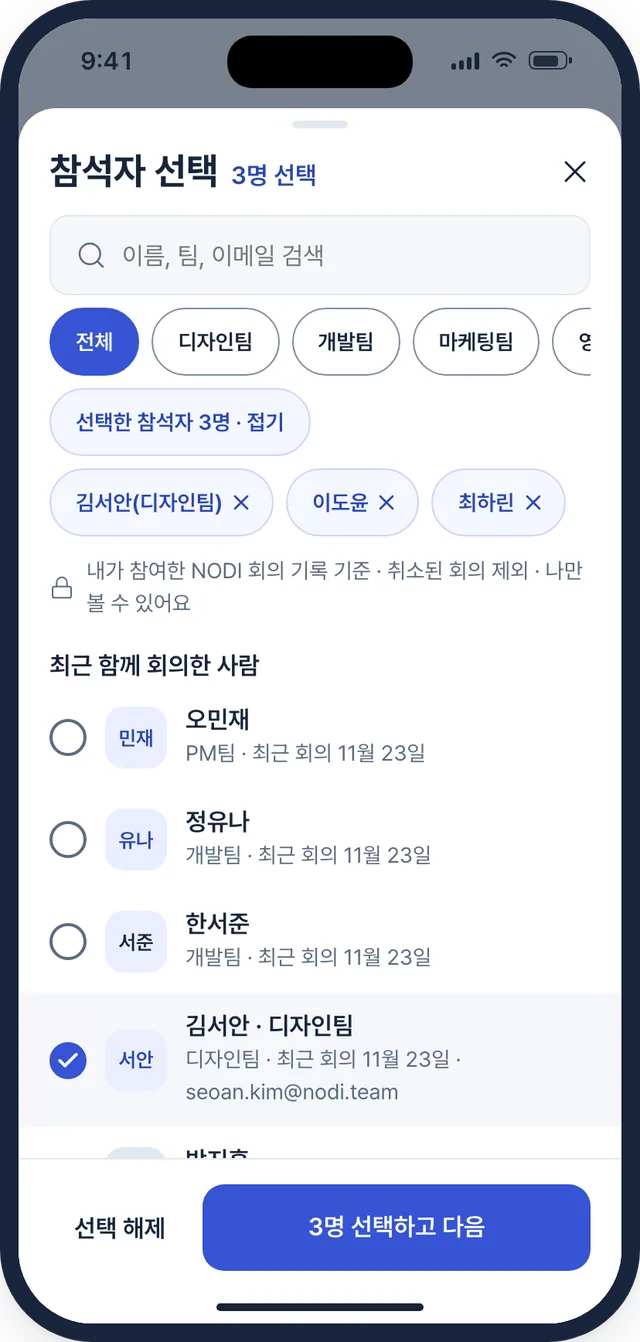 9:41
참석자 선택 3명 선택
이름, 팀, 이메일 검색
전체 디자인팀 개발팀 마케팅팀
선택한 참석자 3명 · 접기
김서안(디자인팀) 이도윤 최하린
내가 참여한 NODI 회의 기록 기준 · 취소된 회의 제외 · 나만
볼 수 있어요
최근 함께 회의한 사람
민재
오민재
PM팀 · 최근 회의 11월 23일
유나
정유나
개발팀 · 최근 회의 11월 23일
서준
한서준
개발팀 · 최근 회의 11월 23일
서안
김서안 · 디자인팀
디자인팀 · 최근 회의 11월 23일 ·
seoan.kim@nodi.team
선택 해제
3명 선택하고 다음